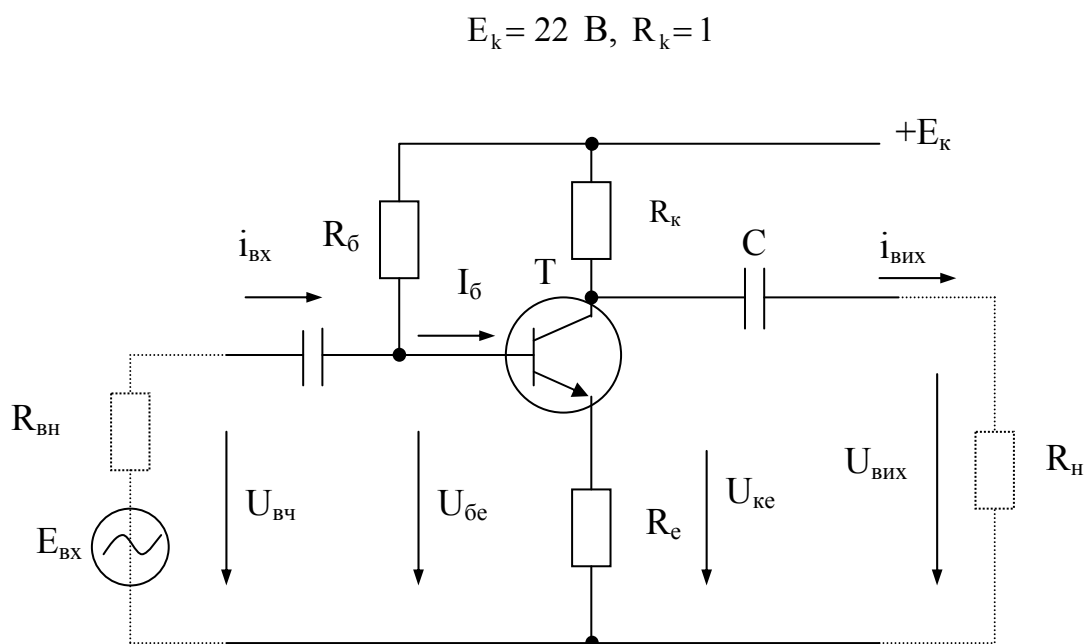 E_k = 22 В, R_k = 1
+E_к
R_к
R_б
i_вх
C
i_вих
T
I_б
R_вн
R_н
U_вих
U_вч
U_бе
U_ке
R_е
E_вх